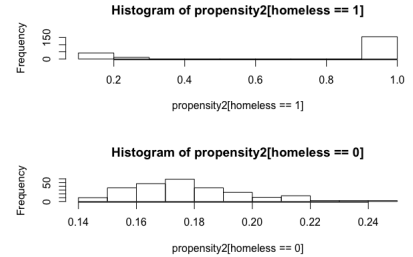 Histogram of propensity2[homeless == 1]
Frequency
150
0
0.2 0.4 0.6 0.8 1.0
propensity2[homeless == 1]
Histogram of propensity2[homeless == 0]
Frequency
50
0
0.14 0.16 0.18 0.20 0.22 0.24
propensity2[homeless == 0]